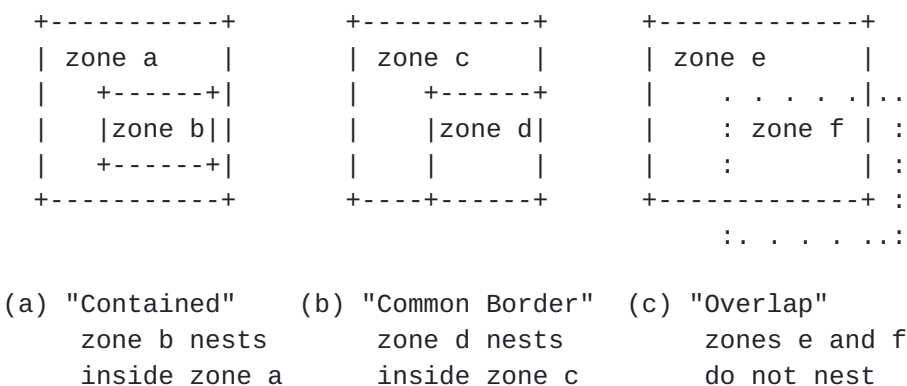 zone a zone c zone e
zone b zone d zone f
(a) "Contained" (b) "Common Border" (c) "Overlap"
zone b nests zone d nests zones e and f
inside zone a inside zone c do not nest